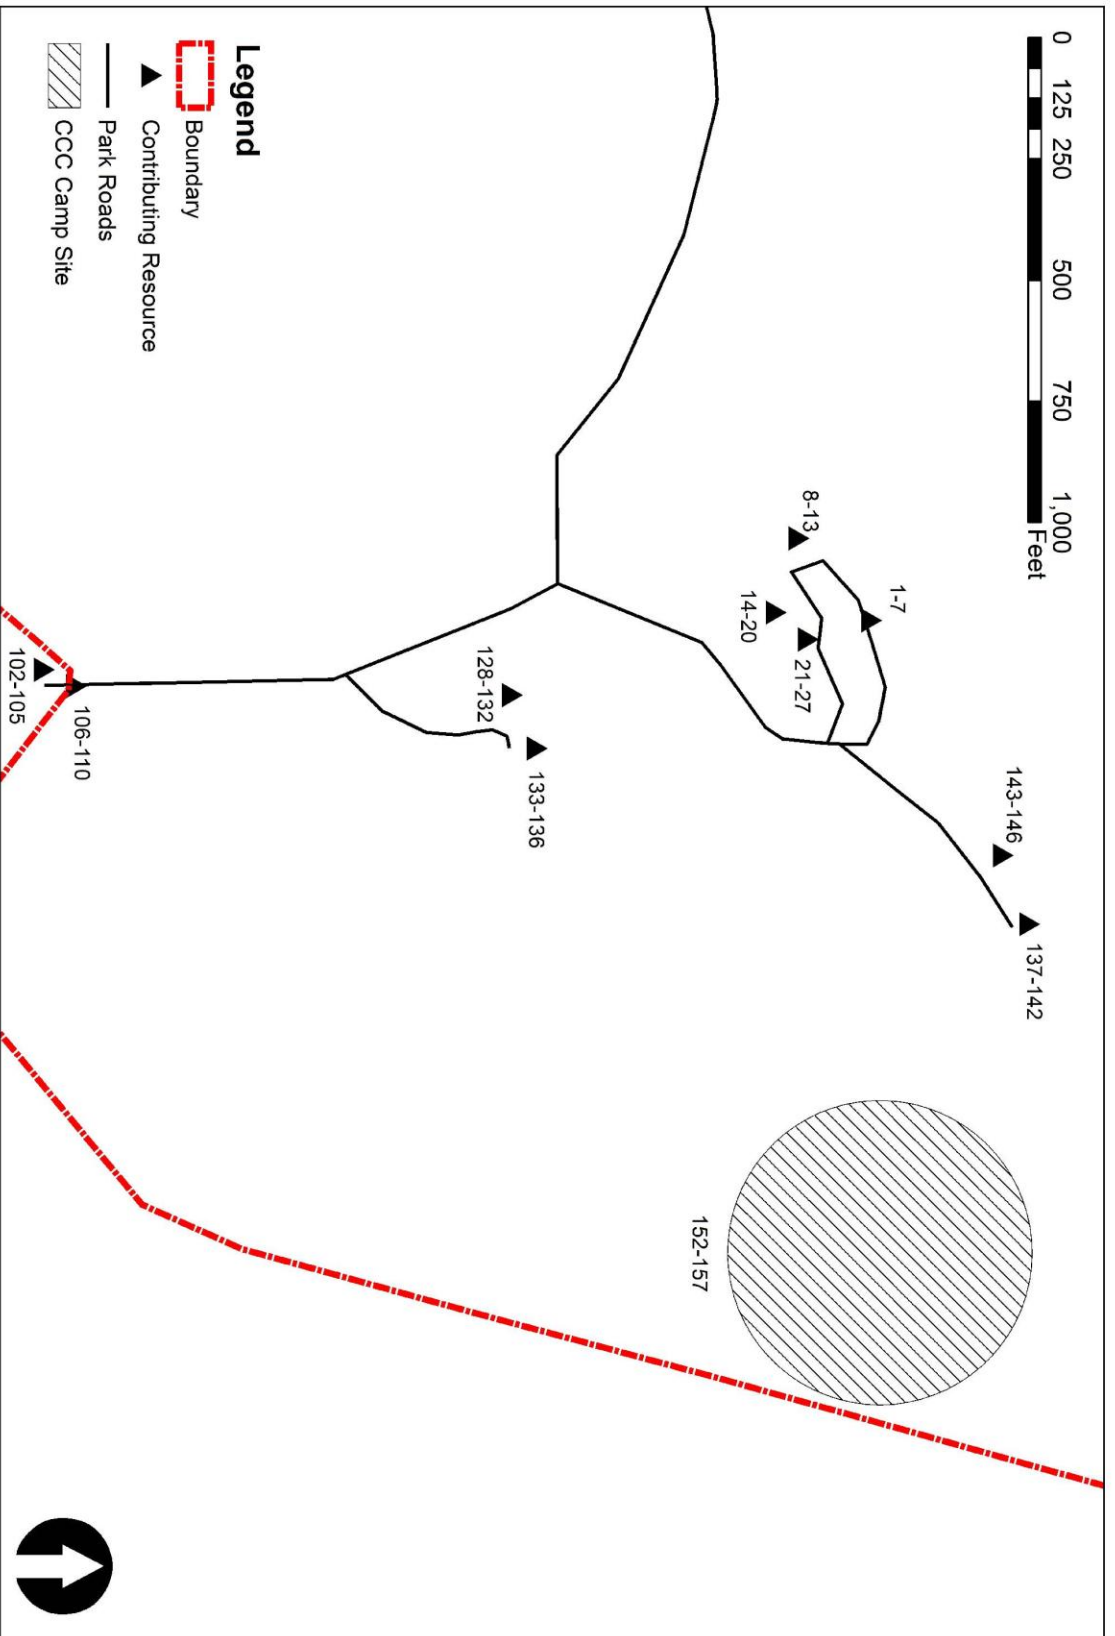 0 125 250 500 750 1,000
Feet
8-13
1-7
14-20
21-27
143-146
137-142
128-132
133-136
102-105
106-110
152-157
Legend
Boundary
Contributing Resource
Park Roads
CCC Camp Site